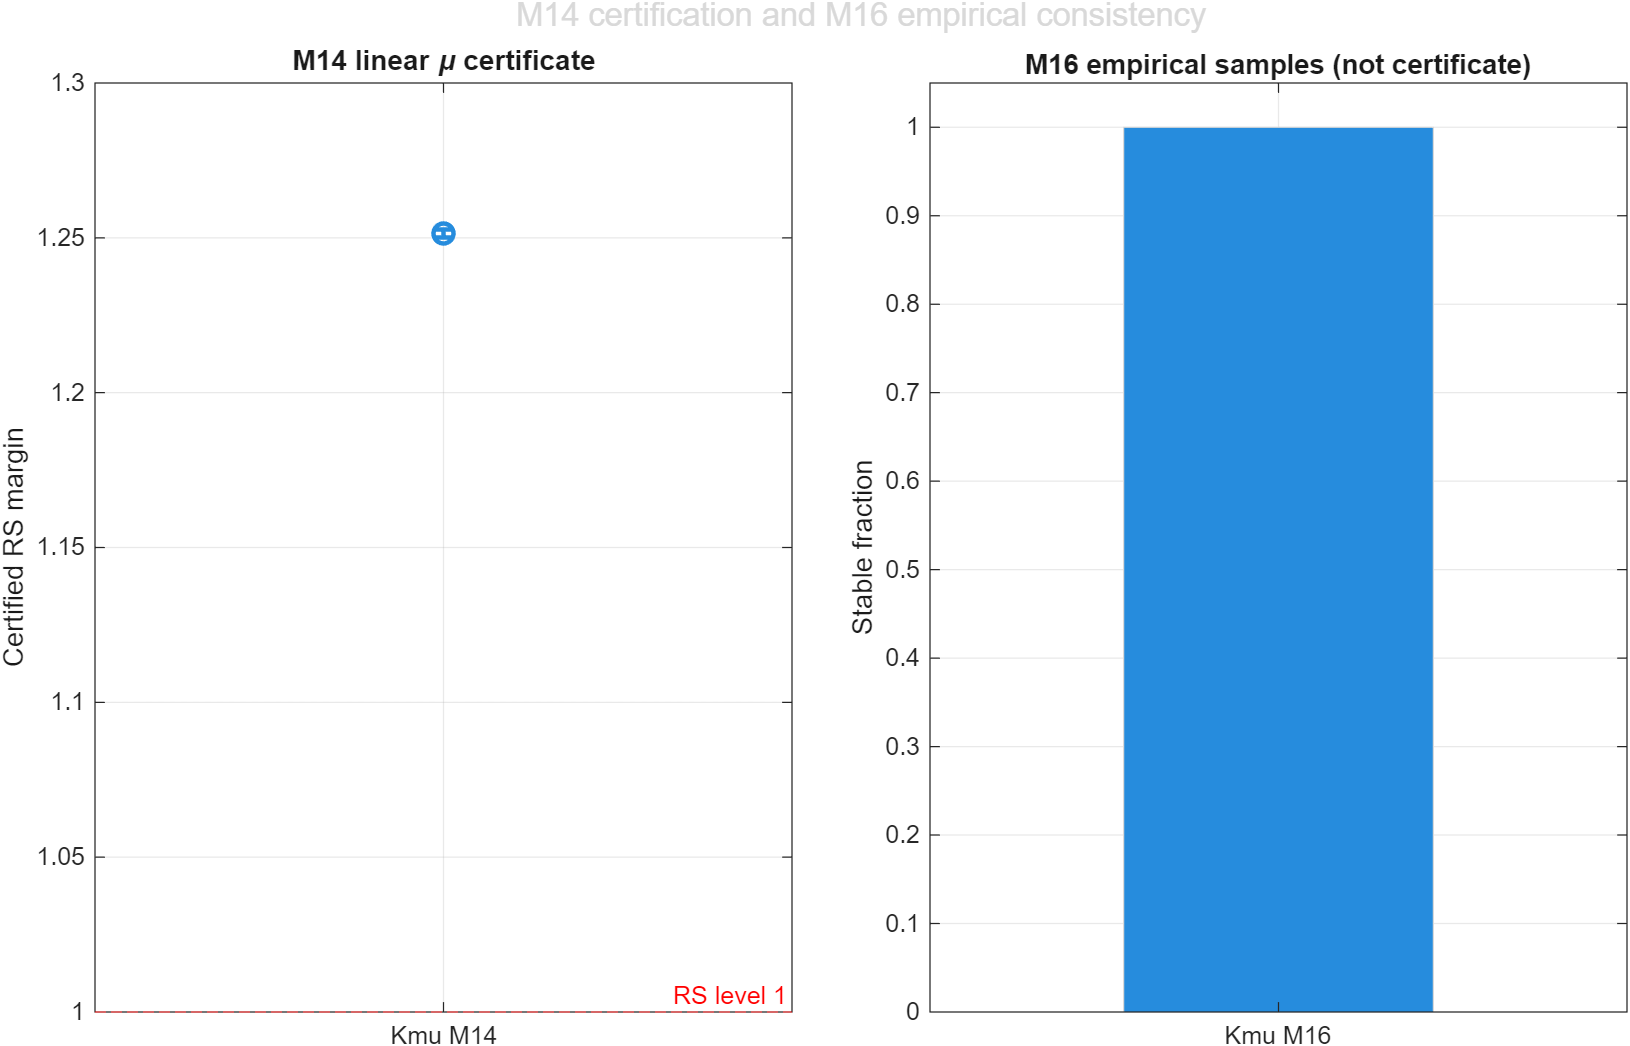 M14 certification and M16 empirical consistency
M14 linear μ certificate
1.3
1.25
1.2
1.15
1.1
1.05
1
Certified RS margin
RS level 1
Kmu M14
M16 empirical samples (not certificate)
1
0.9
0.8
0.7
0.6
0.5
0.4
0.3
0.2
0.1
0
Stable fraction
Kmu M16